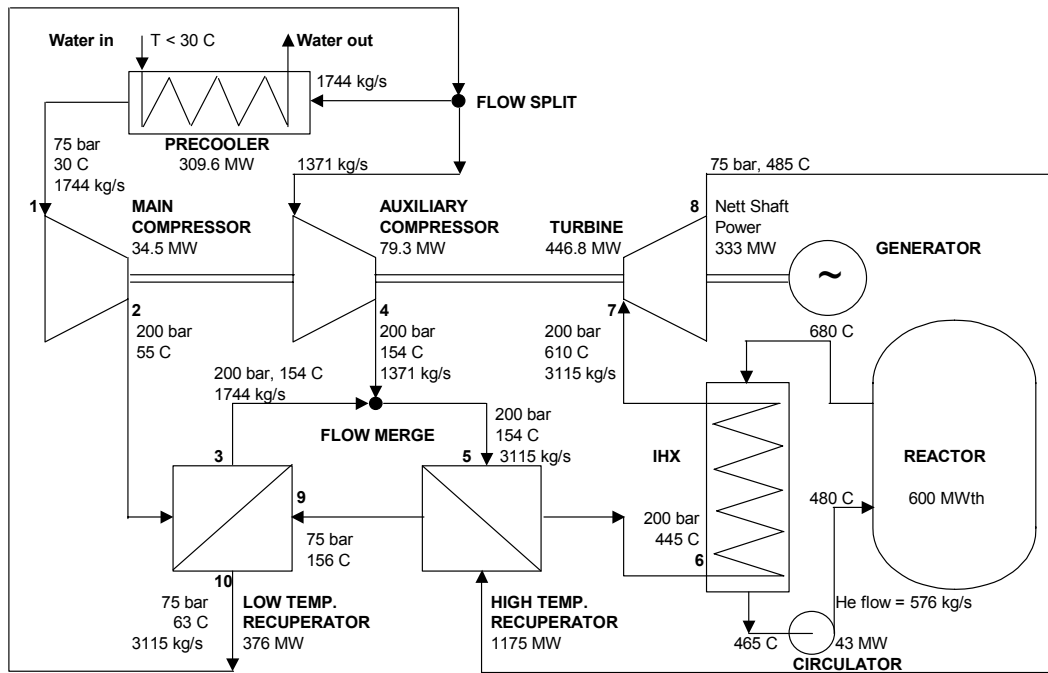 Water in
T < 30 C
Water out
1744 kg/s
FLOW SPLIT
PRECOOLER
309.6 MW
75 bar
30 C
1744 kg/s
1371 kg/s
75 bar, 485 C
1
MAIN
COMPRESSOR
34.5 MW
AUXILIARY
COMPRESSOR
79.3 MW
TURBINE
446.8 MW
8
Nett Shaft
Power
333 MW
GENERATOR
~
2
200 bar
55 C
4
200 bar
154 C
1371 kg/s
7
200 bar
610 C
3115 kg/s
680 C
200 bar, 154 C
1744 kg/s
FLOW MERGE
200 bar
154 C
3115 kg/s
3
5
IHX
REACTOR
600 MWth
9
480 C
75 bar
156 C
200 bar
445 C
6
10
75 bar
63 C
3115 kg/s
LOW TEMP.
RECUPERATOR
376 MW
HIGH TEMP.
RECUPERATOR
1175 MW
He flow = 576 kg/s
465 C
43 MW
CIRCULATOR